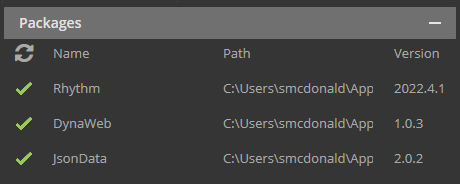 Packages
Name Path Version
Rhythm C:\Users\smcdonald\App 2022.4.1
DynaWeb C:\Users\smcdonald\App 1.0.3
JsonData C:\Users\smcdonald\App 2.0.2